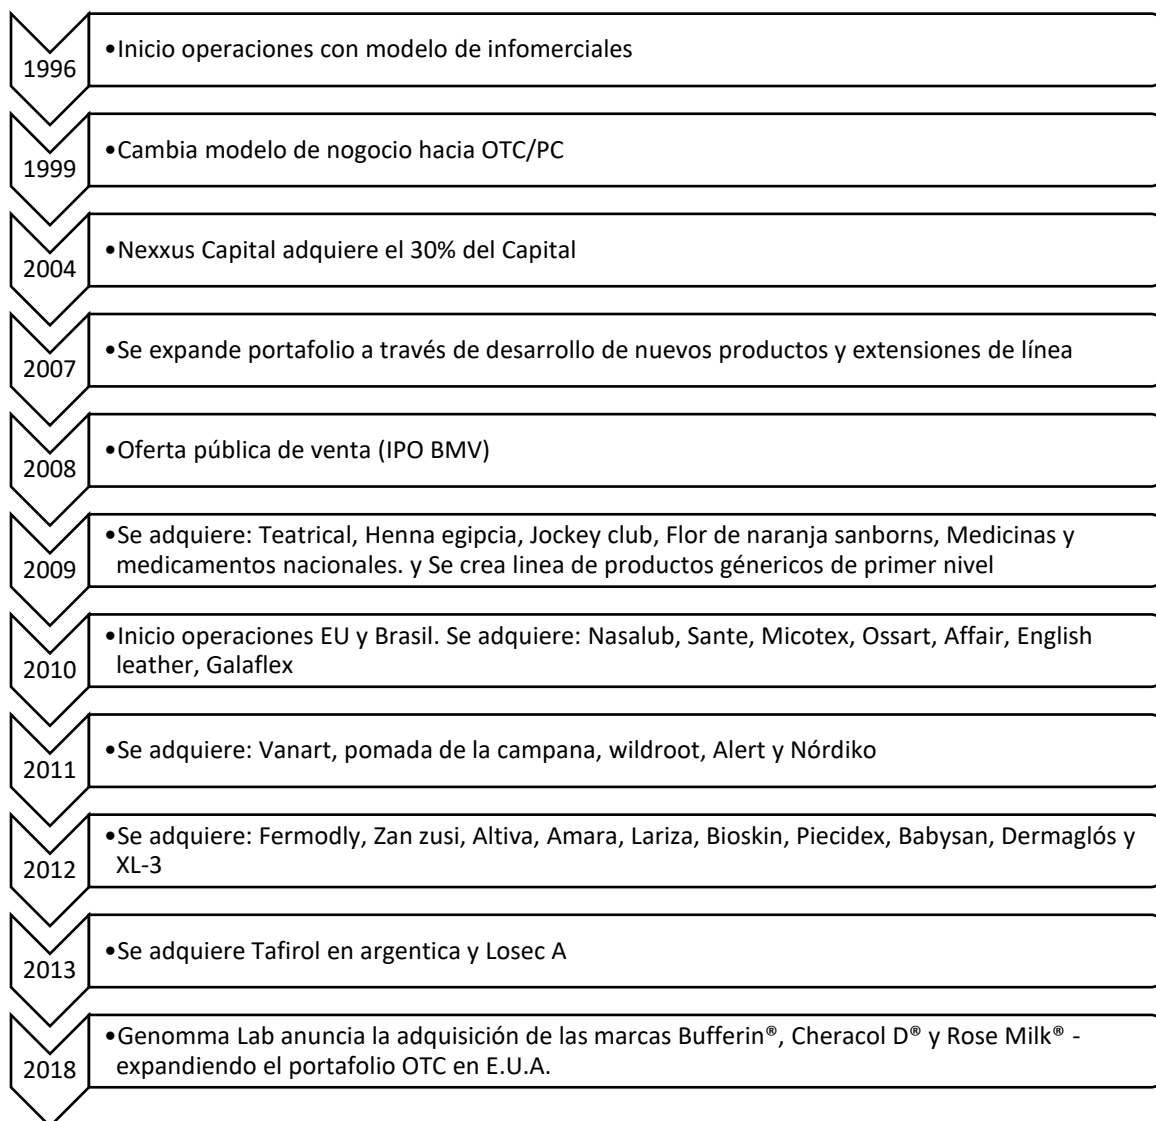 1996
•Inicio operaciones con modelo de infomerciales
1999
•Cambia modelo de nogocio hacia OTC/PC
2004
•Nexxus Capital adquiere el 30% del Capital
2007
•Se expande portafolio a través de desarrollo de nuevos productos y extensiones de línea
2008
•Oferta pública de venta (IPO BMV)
2009
•Se adquiere: Teatrical, Henna egipcia, Jockey club, Flor de naranja sanborns, Medicinas y
medicamentos nacionales. y Se crea linea de productos génericos de primer nivel
2010
•Inicio operaciones EU y Brasil. Se adquiere: Nasalub, Sante, Micotex, Ossart, Affair, English
leather, Galaflex
2011
•Se adquiere: Vanart, pomada de la campana, wildroot, Alert y Nórdiko
2012
•Se adquiere: Fermodly, Zan zusi, Altiva, Amara, Lariza, Bioskin, Piecidex, Babysan, Dermaglós y
XL-3
2013
•Se adquiere Tafirol en argentica y Losec A
2018
•Genomma Lab anuncia la adquisición de las marcas Bufferin®, Cheracol D® y Rose Milk® -
expandiendo el portafolio OTC en E.U.A.